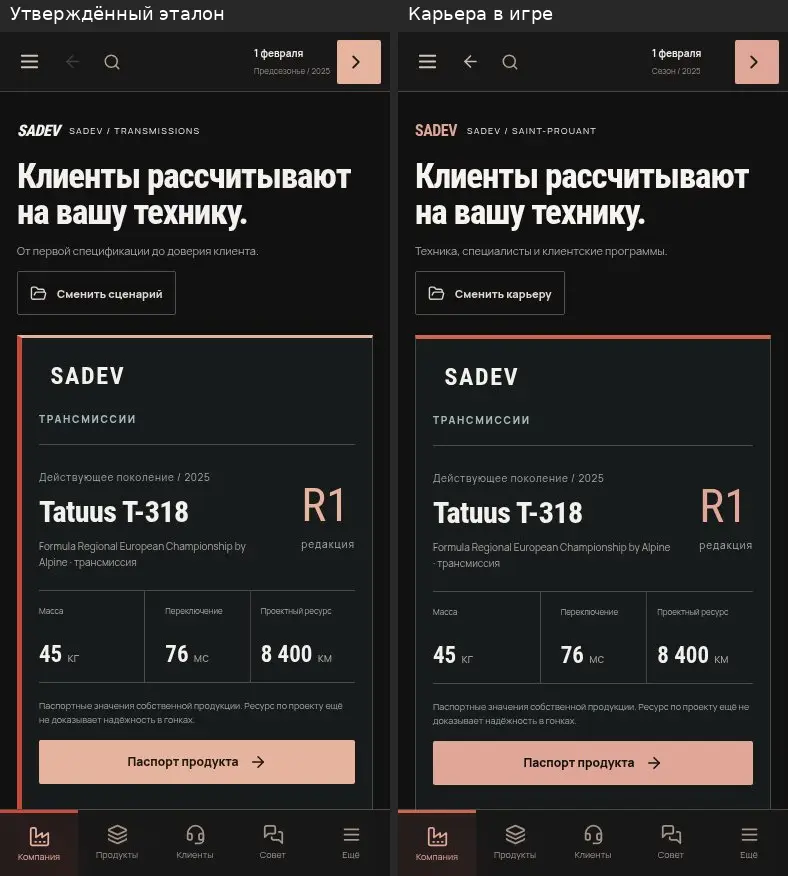 Утверждённый эталон
1 февраля
Предсезонье / 2025
SADEV SADEV / TRANSMISSIONS
Клиенты рассчитывают
на вашу технику.
От первой спецификации до доверия клиента.
Сменить сценарий
SADEV
ТРАНСМИССИИ
Действующее поколение / 2025
Tatuus T-318
R1
редакция
Formula Regional European Championship by
Alpine · трансмиссия
Масса Переключение Проектный ресурс
45 кг 76 мс 8 400 км
Паспортные значения собственной продукции. Ресурс по проекту ещё
не доказывает надёжность в гонках.
Паспорт продукта
Компания Продукты Клиенты Совет Ещё
Карьера в игре
1 февраля
Сезон / 2025
SADEV SADEV / SAINT-PROUANT
Клиенты рассчитывают
на вашу технику.
Техника, специалисты и клиентские программы.
Сменить карьеру
SADEV
ТРАНСМИССИИ
Действующее поколение / 2025
Tatuus T-318
R1
редакция
Formula Regional European Championship by Alpine
· трансмиссия
Масса Переключение Проектный ресурс
45 кг 76 мс 8 400 км
Паспортные значения собственной продукции. Ресурс по проекту ещё не
доказывает надёжность в гонках.
Паспорт продукта
Компания Продукты Клиенты Совет Ещё